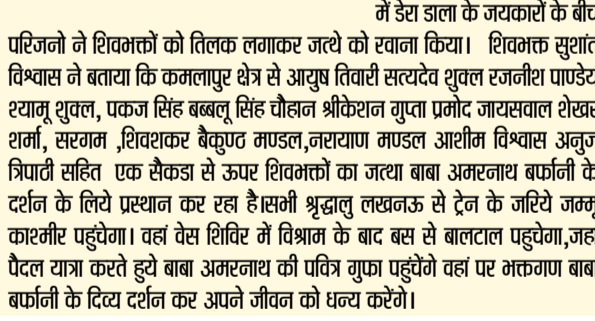 में डेरा डाला के जयकारों के बीच
परिजनो ने शिवभक्तों को तिलक लगाकर जत्थे को रवाना किया। शिवभक्त सुशांत
विश्वास ने बताया कि कमलापुर क्षेत्र से आयुष तिवारी सत्यदेव शुक्ल रजनीश पाण्डेय
श्यामू शुक्ल, पकज सिंह बब्बलू सिंह चौहान श्रीकेशन गुप्ता प्रमोद जायसवाल शेखर
शर्मा, सरगम ,शिवशकर बैकुण्ठ मण्डल,नरायाण मण्डल आशीम विश्वास अनुज
त्रिपाठी सहित एक सैकडा से ऊपर शिवभक्तों का जत्था बाबा अमरनाथ बर्फानी के
दर्शन के लिये प्रस्थान कर रहा है।सभी श्रृद्धालु लखनऊ से ट्रेन के जरिये जम्मू
काश्मीर पहुंचेगा। वहां वेस शिविर में विश्राम के बाद बस से बालटाल पहुचेगा,जहा
पैदल यात्रा करते हुये बाबा अमरनाथ की पवित्र गुफा पहुंचेंगे वहां पर भक्तगण बाबा
बर्फानी के दिव्य दर्शन कर अपने जीवन को धन्य करेंगे।